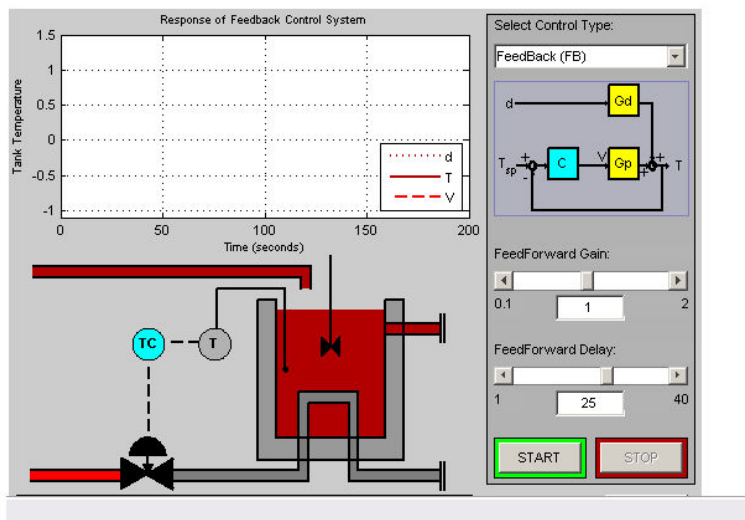 Response of Feedback Control System
Tank Temperature
1.5
1
0.5
0
-0.5
-1
0
50
100
150
200
Time (seconds)
d
T
V
TC
T
Select Control Type:
FeedBack (FB)
d
Gd
Tsp
+
-
C
V
Gp
+
+
T
FeedForward Gain:
0.1
1
2
FeedForward Delay:
1
25
40
START
STOP